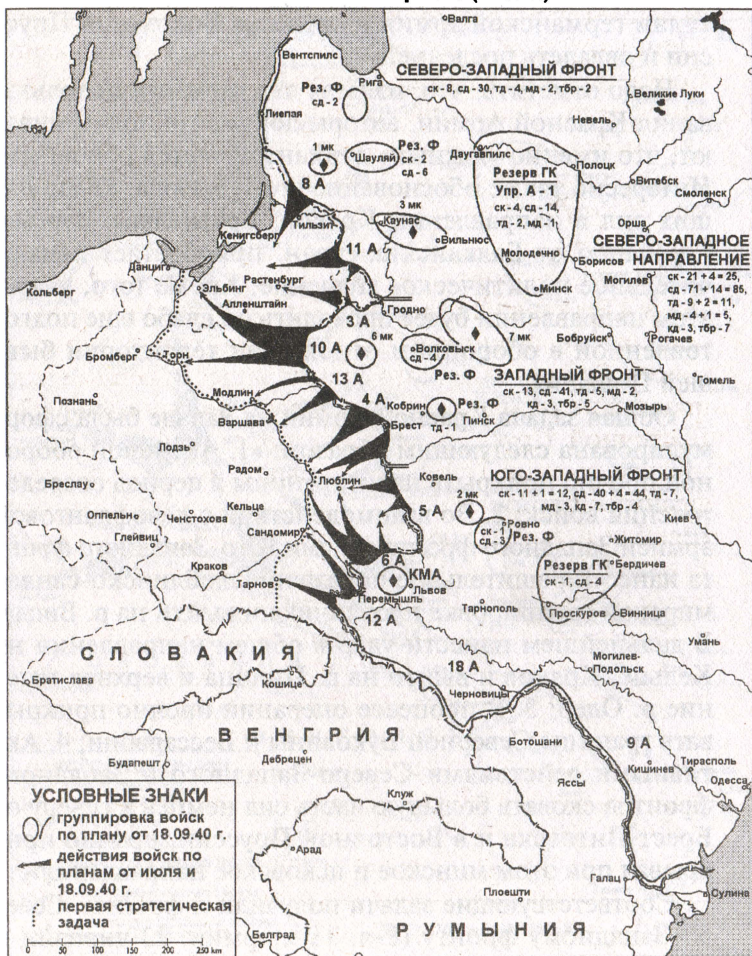 Валга
Вентспилс
Рига
СЕВЕРО-ЗАПАДНЫЙ ФРОНТ
ск - 8, сд -30, тд - 4, мд - 2, тбр - 2
Рез. Ф
сд - 2
Лиепая
Великие Луки
Невель
1 мк
Рез. Ф
Шауляй
ск - 2
сд - 6
Даугавпилс
Полоцк
Резерв ГК
Упр. А - 1
ск - 4, сд -14,
тд - 2, мд - 1
Витебск
Смоленск
8 А
3 мк
Каунас
Тильзит
Кенигсберг
Вильнюс
Орша
СЕВЕРО-ЗАПАДНОЕ
НАПРАВЛЕНИЕ
ск - 21 + 4 = 25,
сд -71 + 14 = 85,
тд - 9 + 2 = 11,
мд - 4 + 1 = 5,
кд - 3, тбр - 7
11 А
Молодечно
Борисов
Минск
Могилев
Данциг
Кольберг
Эльбинг
Растенбург
Алленштайн
Гродно
3 А
6 мк
7 мк
10 А
Волковыск
сд - 4
Рез. Ф
Бобруйск
Рогачев
Гомель
Бромберг
Торн
13 А
ЗАПАДНЫЙ ФРОНТ
ск - 13, сд -41, тд - 5, мд - 2,
кд - 3, тбр - 5
Познань
Модлин
Варшава
4 А
Кобрин
Рез. Ф
Брест
тд - 1
Пинск
Мозырь
Лодзь
Радом
Люблин
Ковель
ЮГО-ЗАПАДНЫЙ ФРОНТ
ск - 11 + 1 = 12, сд -40 + 4 = 44, тд - 7,
мд - 3, кд - 7, тбр - 8
Бреслау
Оппельн
Ченстохова
Кельце
Глейвиц
Сандомир
2 мк
5 А
Ровно
ск - 1
сд - 3
Рез. Ф
Киев
Житомир
Резерв ГК
Бердичев
ск - 1, сд - 4
Краков
Тарнов
6 А
КМА
Львов
Перемышль
12 А
Тарнополь
Проскуров
Винница
Умань
СЛОВАКИЯ
Братислава
Кошице
18 А
Могилев
Подольск
Черновицы
ВЕНГРИЯ
Будапешт
Дебрецен
Ботошани
9А
Кишинев
Тирасполь
Одесса
Яссы
Клуж
Арад
Плоешти
Галац
Сулина
Белград
РУМЫНИЯ
УСЛОВНЫЕ ЗНАКИ
группировка войск
по плану от 18.09.40 г.
действия войск по
планам от июля и
18.09.40 г.
первая стратегическая
задача
0 50 100 150 200 250 km